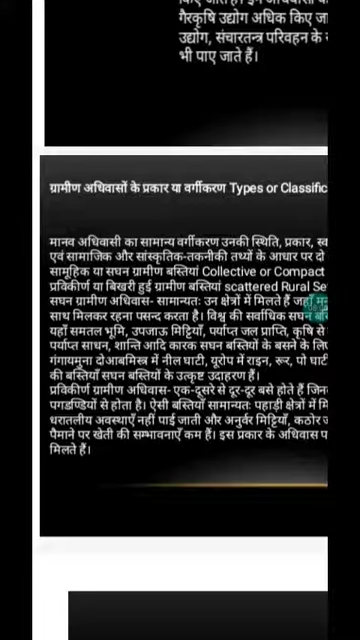 गैरकृषि उद्योग अधिक किए जा
उद्योग, संचारतन्त्र परिवहन के
भी पाए जाते हैं।
ग्रामीण अधिवासों के प्रकार या वर्गीकरण Types or Classific
मानव अधिवासी का सामान्य वर्गीकरण उनकी स्थिति, प्रकार,
एवं सामाजिक और सांस्कृतिक-तकनीकी तथ्यों के आधार पर दो
सामूहिक या सघन ग्रामीण बस्तियां Collective or Compact
प्रविकीर्ण या बिखरी हुई ग्रामीण बस्तियां scattered Rural Se
सघन ग्रामीण अधिवास- सामान्यतः उन क्षेत्रों में मिलते हैं जहाँ
साथ मिलकर रहना पसन्द करता है। विश्व की सर्वाधिक सघन
यहाँ समतल भूमि, उपजाऊ मिट्टियाँ, पर्याप्त जल प्राप्ति, कृषि से
पर्याप्त साधन, शान्ति आदि कारक सघन बस्तियों के बसने के
गंगायमुना दोआबमिस्त्र में नील घाटी, यूरोप में राइन, रूर, पो घाटी
की बस्तियाँ सघन बस्तियों के उत्कृष्ट उदाहरण हैं।
प्रविकीर्ण ग्रामीण अधिवास- एक-दूसरे से दूर-दूर बसे होते हैं
पगडण्डियों से होता है। ऐसी बस्तियाँ सामान्यतः पहाड़ी क्षेत्रों में
धरातलीय अवस्थाएँ नहीं पाई जाती और अनुर्वर मिट्टियाँ, कठोर
पैमाने पर खेती की सम्भावनाएँ कम हैं। इस प्रकार के अधिवास
मिलते हैं।